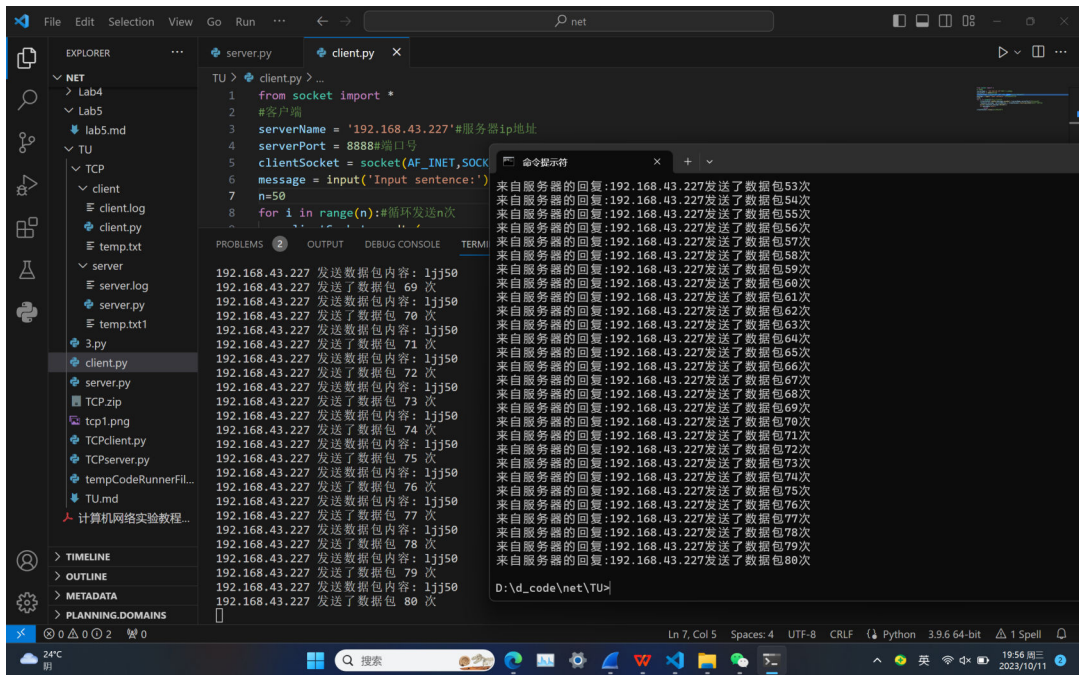 File Edit Selection View Go Run ··· net
EXPLORER ···
NET
Lab4
Lab5
lab5.md
TU
TCP
client
client.log
client.py
temp.txt
server
server.log
server.py
temp.txt1
3.py
client.py
server.py
TCP.zip
tcp1.png
TCPclient.py
TCPserver.py
tempCodeRunnerFil...
TU.md
计算机网络实验教程...
TIMELINE
OUTLINE
METADATA
PLANNING.DOMAINS
server.py client.py
TU > client.py > ...
1 from socket import *
2 #客户端
3 serverName = '192.168.43.227'#服务器ip地址
4 serverPort = 8888#端口号
5 clientSocket = socket(AF_INET,SOCK
6 message = input('Input sentence:')
7 n=50
8 for i in range(n):#循环发送n次
PROBLEMS 2 OUTPUT DEBUG CONSOLE TERMI
192.168.43.227 发送数据包内容: ljj50
192.168.43.227 发送了数据包 69 次
192.168.43.227 发送数据包内容: ljj50
192.168.43.227 发送了数据包 70 次
192.168.43.227 发送数据包内容: ljj50
192.168.43.227 发送了数据包 71 次
192.168.43.227 发送数据包内容: ljj50
192.168.43.227 发送了数据包 72 次
192.168.43.227 发送数据包内容: ljj50
192.168.43.227 发送了数据包 73 次
192.168.43.227 发送数据包内容: ljj50
192.168.43.227 发送了数据包 74 次
192.168.43.227 发送数据包内容: ljj50
192.168.43.227 发送了数据包 75 次
192.168.43.227 发送数据包内容: ljj50
192.168.43.227 发送了数据包 76 次
192.168.43.227 发送数据包内容: ljj50
192.168.43.227 发送了数据包 77 次
192.168.43.227 发送数据包内容: ljj50
192.168.43.227 发送了数据包 78 次
192.168.43.227 发送数据包内容: ljj50
192.168.43.227 发送了数据包 79 次
192.168.43.227 发送数据包内容: ljj50
192.168.43.227 发送了数据包 80 次
命令提示符
来自服务器的回复:192.168.43.227发送了数据包53次
来自服务器的回复:192.168.43.227发送了数据包54次
来自服务器的回复:192.168.43.227发送了数据包55次
来自服务器的回复:192.168.43.227发送了数据包56次
来自服务器的回复:192.168.43.227发送了数据包57次
来自服务器的回复:192.168.43.227发送了数据包58次
来自服务器的回复:192.168.43.227发送了数据包59次
来自服务器的回复:192.168.43.227发送了数据包60次
来自服务器的回复:192.168.43.227发送了数据包61次
来自服务器的回复:192.168.43.227发送了数据包62次
来自服务器的回复:192.168.43.227发送了数据包63次
来自服务器的回复:192.168.43.227发送了数据包64次
来自服务器的回复:192.168.43.227发送了数据包65次
来自服务器的回复:192.168.43.227发送了数据包66次
来自服务器的回复:192.168.43.227发送了数据包67次
来自服务器的回复:192.168.43.227发送了数据包68次
来自服务器的回复:192.168.43.227发送了数据包69次
来自服务器的回复:192.168.43.227发送了数据包70次
来自服务器的回复:192.168.43.227发送了数据包71次
来自服务器的回复:192.168.43.227发送了数据包72次
来自服务器的回复:192.168.43.227发送了数据包73次
来自服务器的回复:192.168.43.227发送了数据包74次
来自服务器的回复:192.168.43.227发送了数据包75次
来自服务器的回复:192.168.43.227发送了数据包76次
来自服务器的回复:192.168.43.227发送了数据包77次
来自服务器的回复:192.168.43.227发送了数据包78次
来自服务器的回复:192.168.43.227发送了数据包79次
来自服务器的回复:192.168.43.227发送了数据包80次
D:\d_code\net\TU>
0 0 2 0 Ln 7, Col 5 Spaces: 4 UTF-8 CRLF Python 3.9.6 64-bit 1 Spell
24°C
阴
搜索
英
19:56 周三
2023/10/11
2